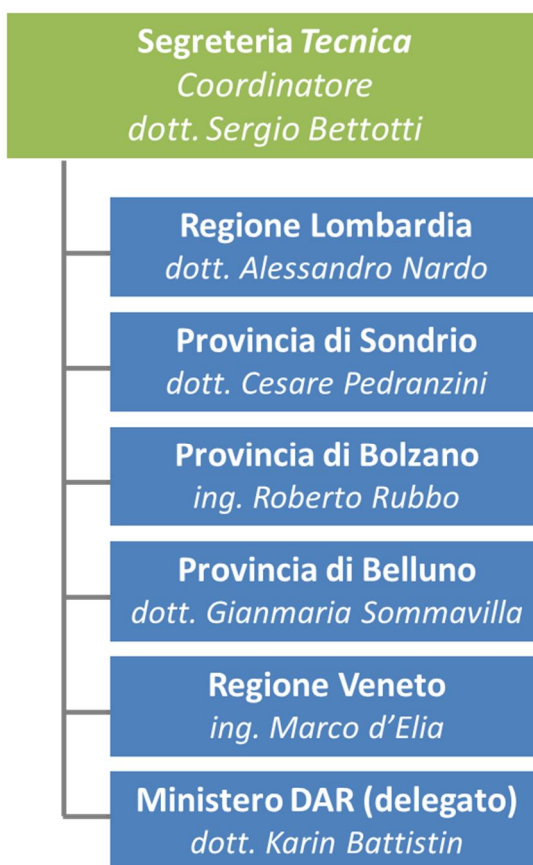 Segreteria Tecnica
Coordinatore
dott. Sergio Bettotti
Regione Lombardia
dott. Alessandro Nardo
Provincia di Sondrio
dott. Cesare Pedranzini
Provincia di Bolzano
ing. Roberto Rubbo
Provincia di Belluno
dott. Gianmaria Sommavilla
Regione Veneto
ing. Marco d’Elia
Ministero DAR (delegato)
dott. Karin Battistin